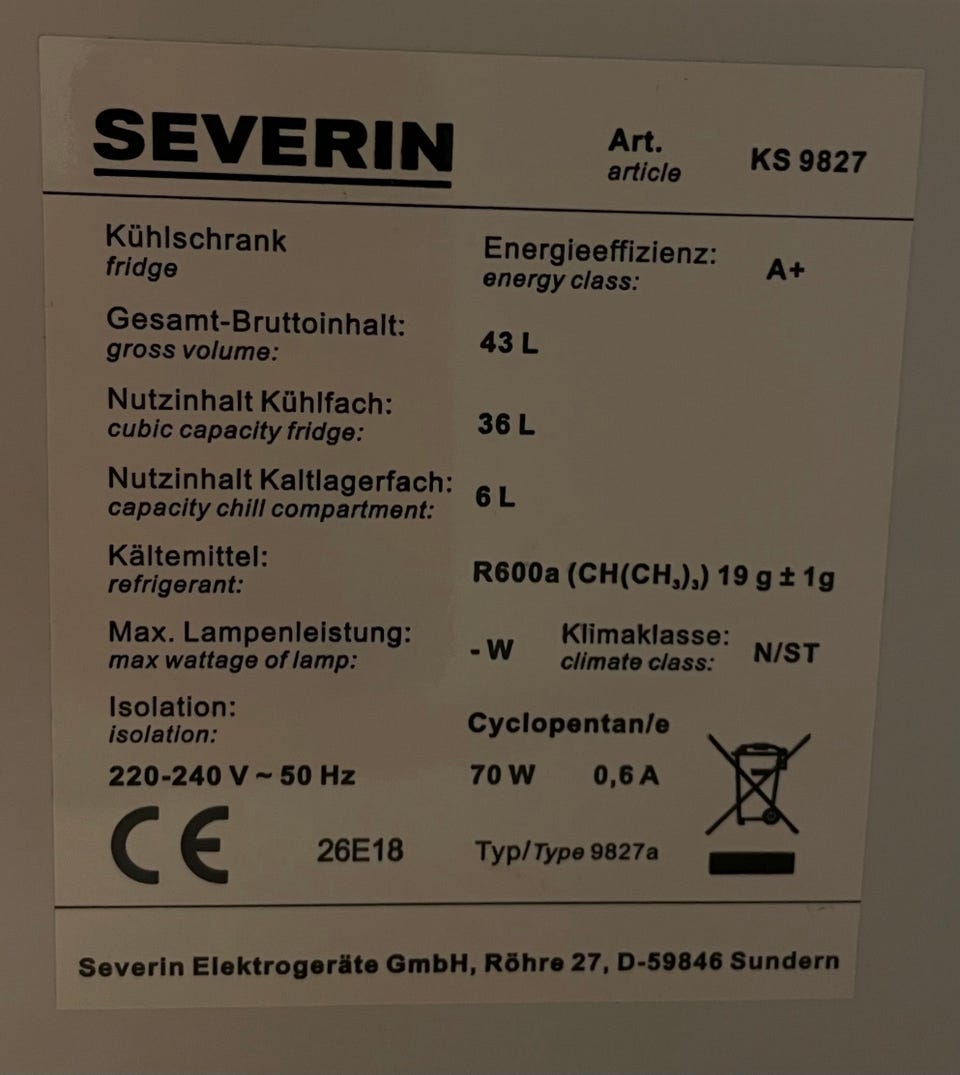 SEVERIN
Art.
article
KS 9827
Kühlschrank
fridge
Energieeffizienz:
energy class:
A+
Gesamt-Bruttoinhalt:
gross volume:
43 L
Nutzinhalt Kühlfach:
cubic capacity fridge:
36 L
Nutzinhalt Kaltlagerfach:
capacity chill compartment:
6 L
Kältemittel:
refrigerant:
R600a (CH(CH₃)₃) 19 g ± 1g
Max. Lampenleistung:
max wattage of lamp:
- W
Klimaklasse:
climate class:
N/ST
Isolation:
isolation:
Cyclopentan/e
220-240 V ~ 50 Hz
70 W
0,6 A
CE
26E18
Typ/Type 9827a
Severin Elektrogeräte GmbH, Röhre 27, D-59846 Sundern